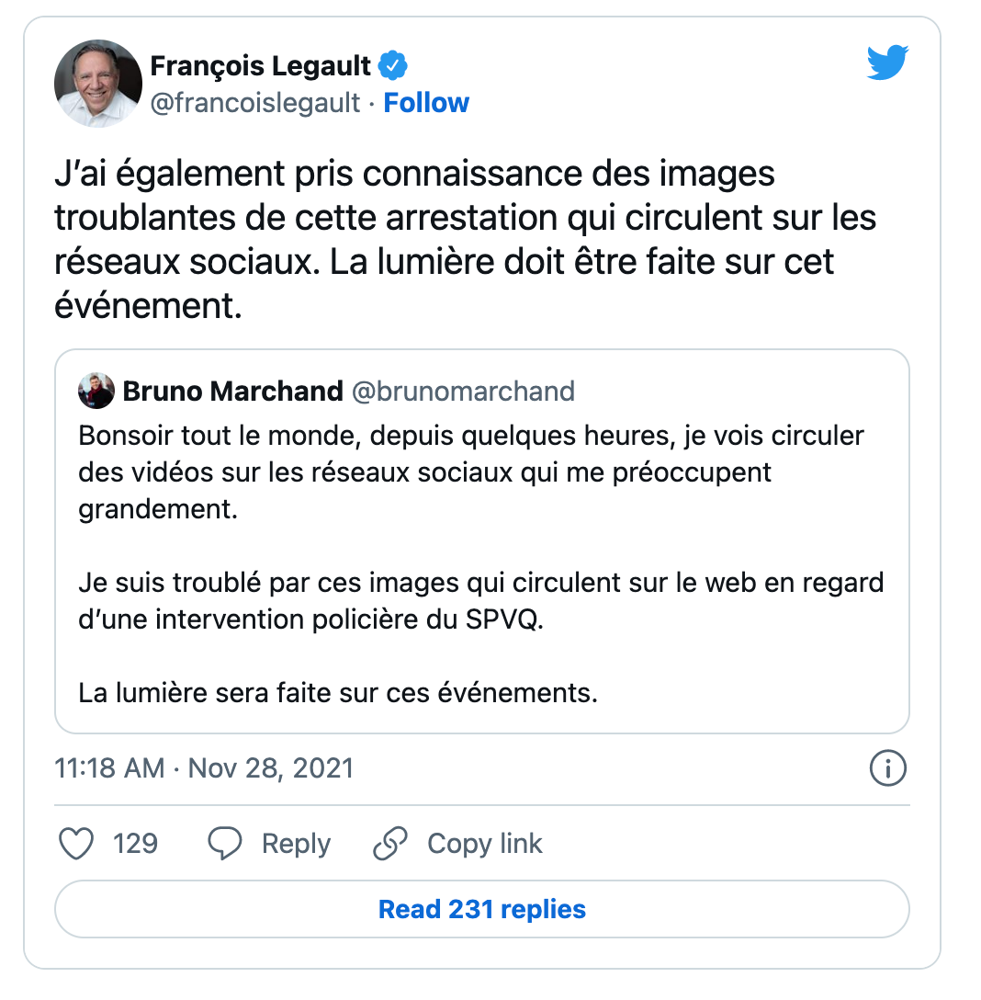 François Legault
@francoislegault · Follow
J’ai également pris connaissance des images
troublantes de cette arrestation qui circulent sur les
réseaux sociaux. La lumière doit être faite sur cet
événement.
Bruno Marchand @brunomarchand
Bonsoir tout le monde, depuis quelques heures, je vois circuler
des vidéos sur les réseaux sociaux qui me préoccupent
grandement.
Je suis troublé par ces images qui circulent sur le web en regard
d’une intervention policière du SPVQ.
La lumière sera faite sur ces événements.
11:18 AM · Nov 28, 2021
129 Reply Copy link
Read 231 replies